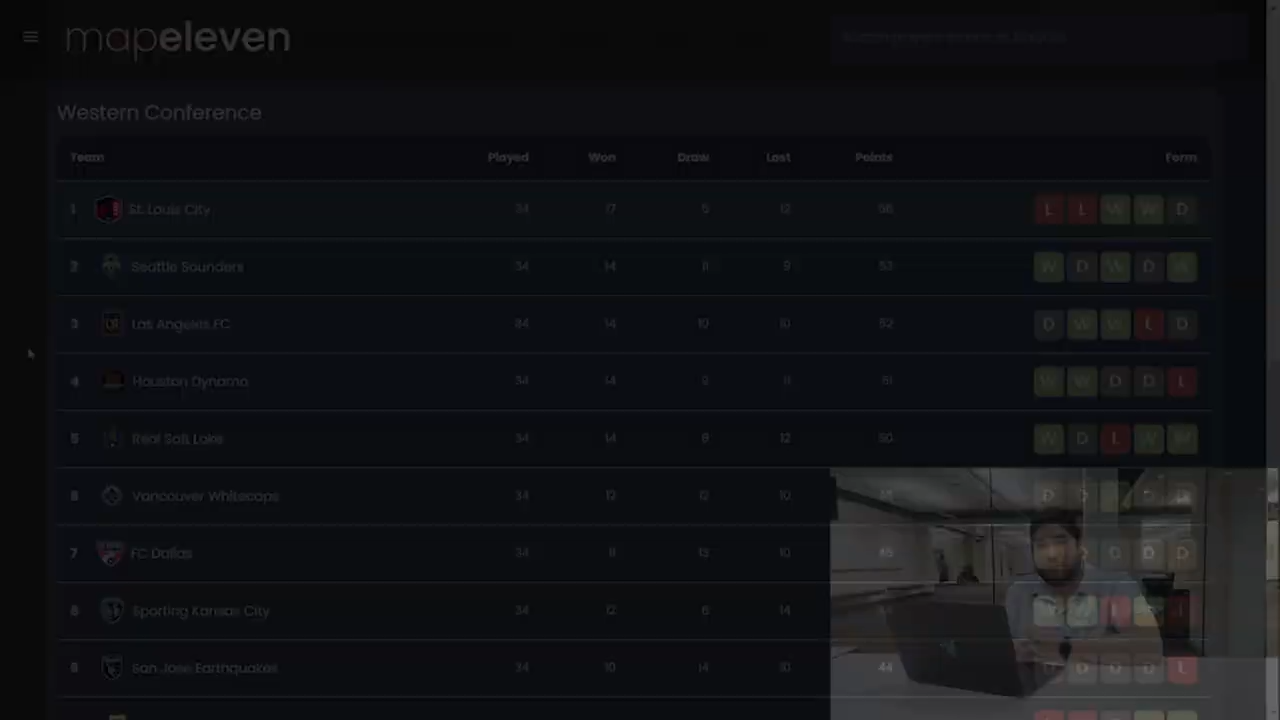 mapeleven
Western Conference
Team Played Won Draw Lost Points Form
1 St. Louis City 34 17 5 12 56 L L W W D
2 Seattle Sounders 34 14 11 9 53 W D W D W
3 Los Angeles FC 34 14 10 10 52 D W W L D
4 Houston Dynamo 34 14 9 11 51 W W D D L
5 Real Salt Lake 34 14 8 12 50 W D L W W
6 Vancouver Whitecaps 34 12 12 10 48 D D D D
7 FC Dallas 34 11 13 10 46 D D D
8 Sporting Kansas City 34 12 8 14 W W L
9 San Jose Earthquakes 34 10 14 10 44 D D D L